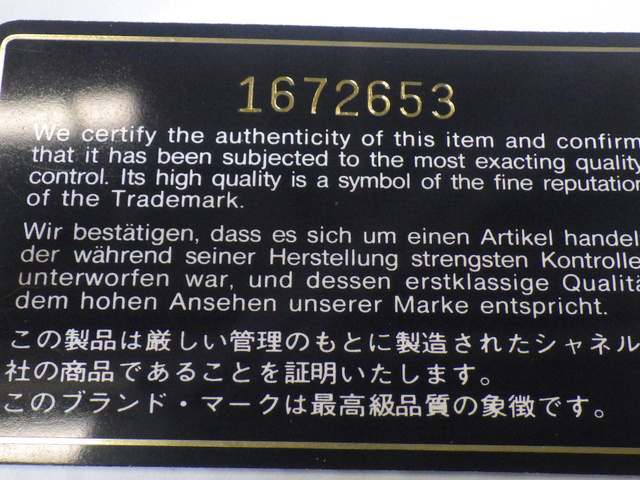 1672653
We certify the authenticity of this item and confirm
that it has been subjected to the most exacting quality
control. Its high quality is a symbol of the fine reputation
of the Trademark.
Wir bestätigen, dass es sich um einen Artikel handel
der während seiner Herstellung strengsten Kontrolle
unterworfen war, und dessen erstklassige Qualitä
dem hohen Ansehen unserer Marke entspricht.
この製品は厳しい管理のもとに製造されたシャネル
社の商品であることを証明いたします。
このブランド・マークは最高級品質の象徴です。